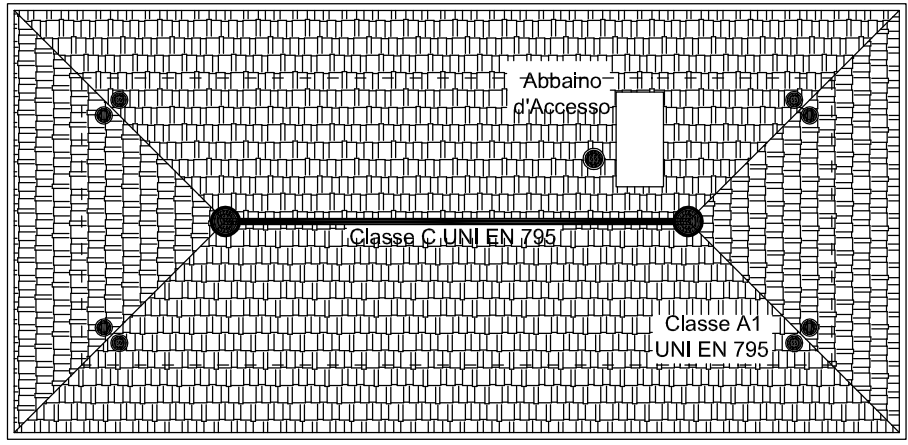 Abbaino
d'Accesso
Classe C UNI EN 795
Classe A1
UNI EN 795